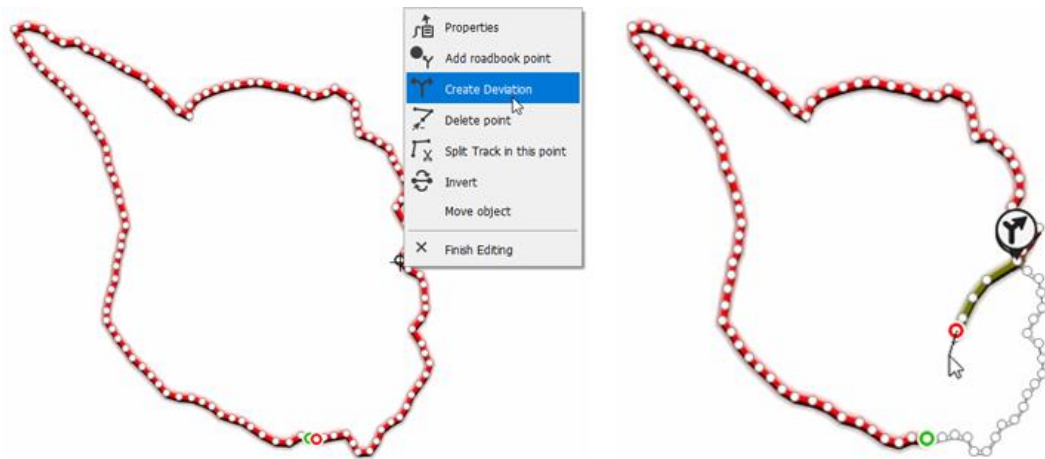 Properties
Add roadbook point
Create Deviation
Delete point
Split Track in this point
Invert
Move object
Finish Editing